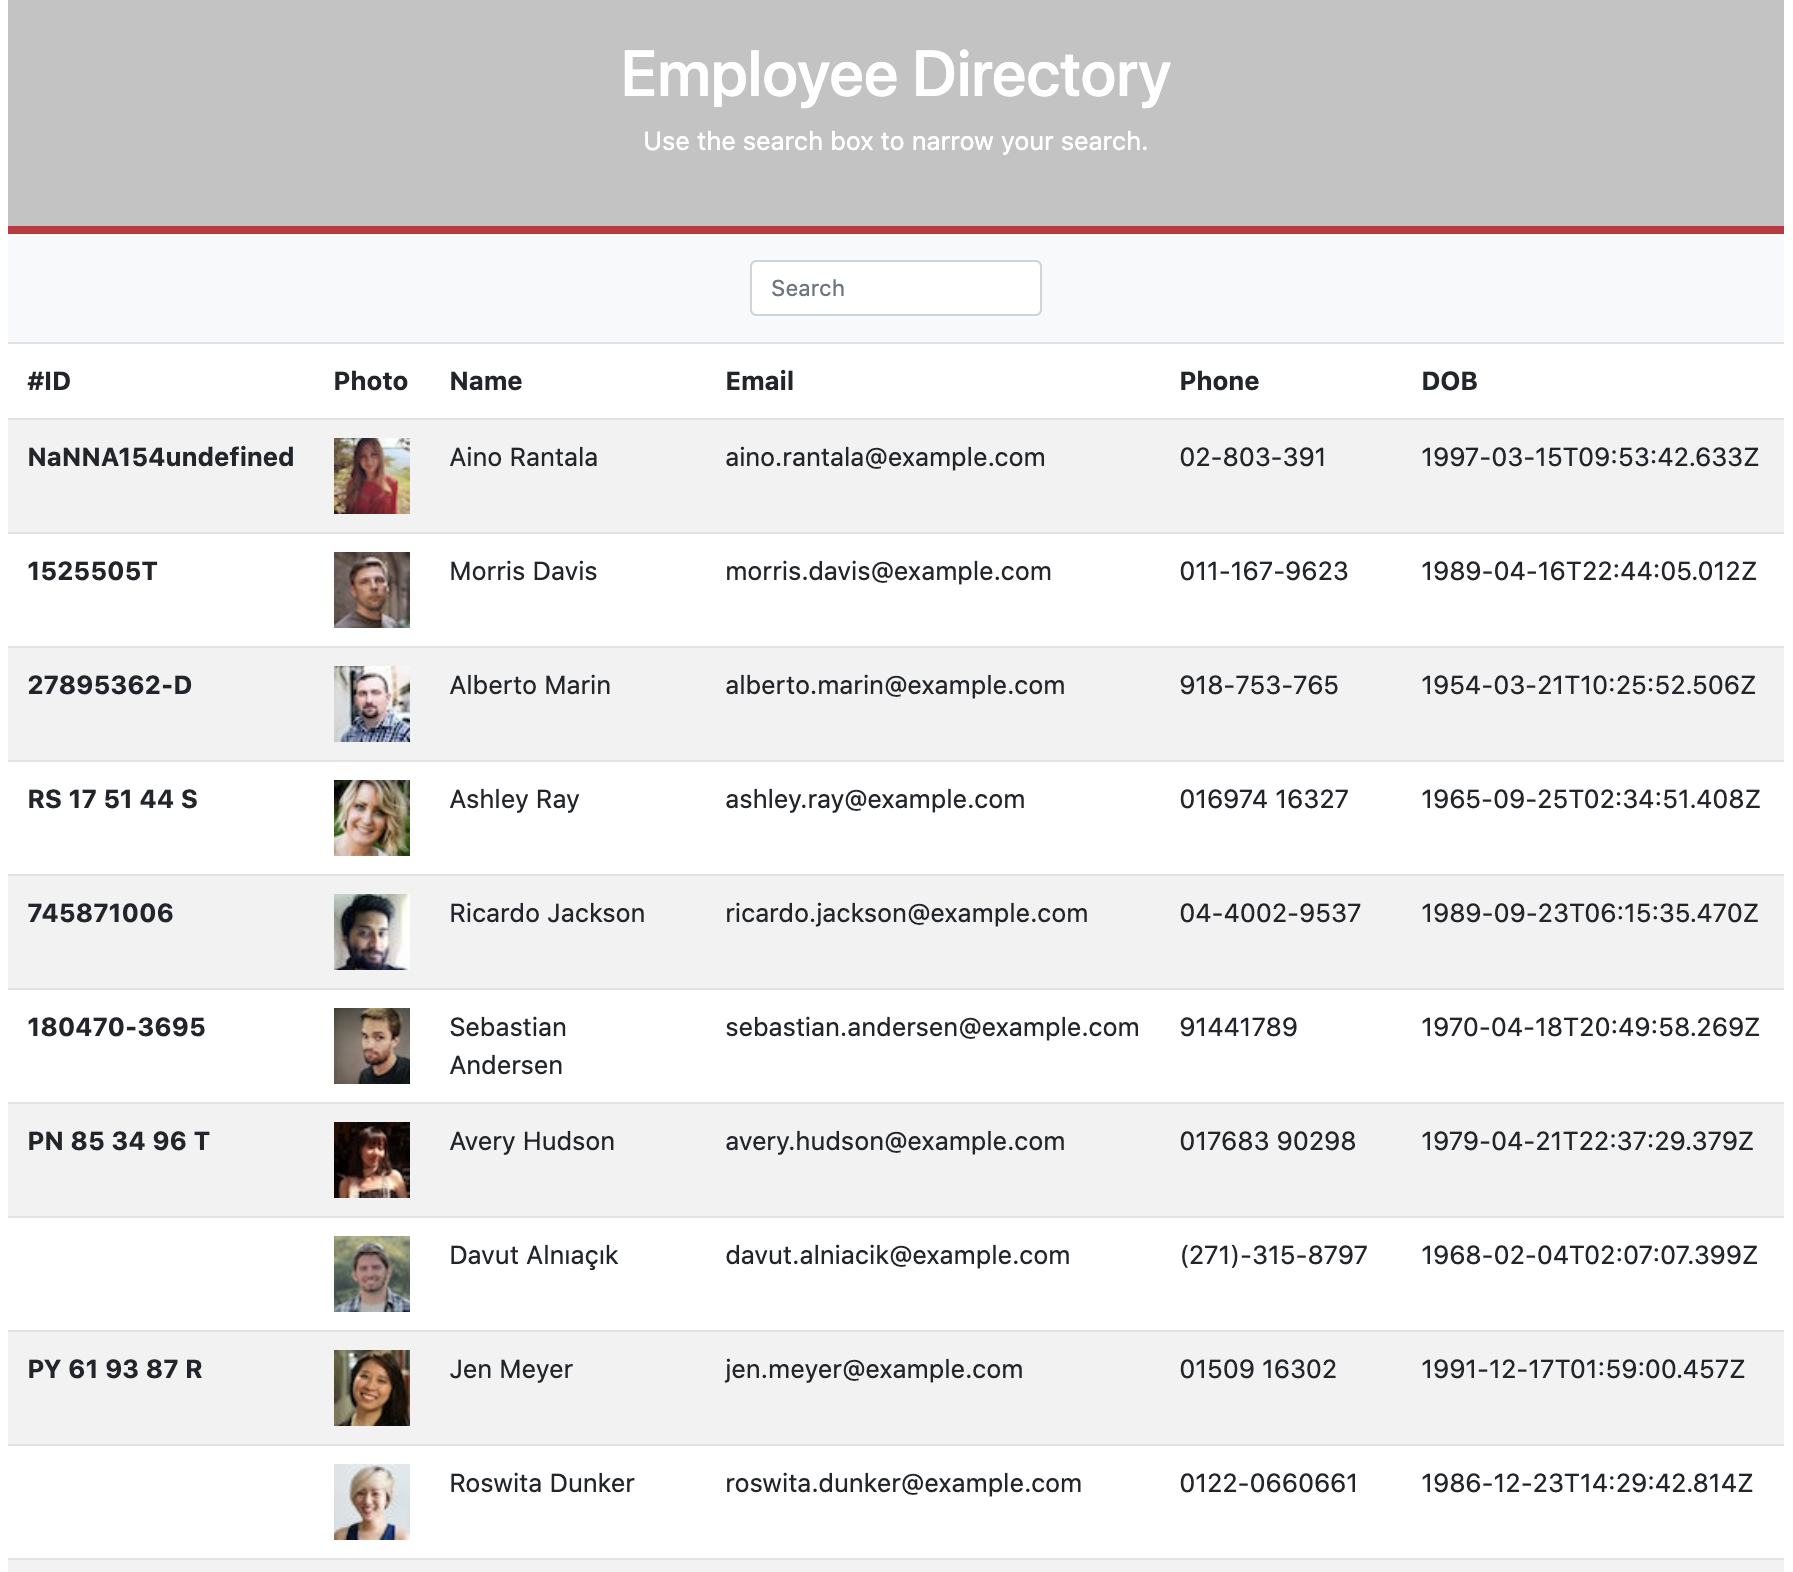 Employee Directory
Use the search box to narrow your search.
Search
#ID Photo Name Email Phone DOB
NaNNA154undefined Aino Rantala aino.rantala@example.com 02-803-391 1997-03-15T09:53:42.633Z
1525505T Morris Davis morris.davis@example.com 011-167-9623 1989-04-16T22:44:05.012Z
27895362-D Alberto Marin alberto.marin@example.com 918-753-765 1954-03-21T10:25:52.506Z
RS 17 51 44 S Ashley Ray ashley.ray@example.com 016974 16327 1965-09-25T02:34:51.408Z
745871006 Ricardo Jackson ricardo.jackson@example.com 04-4002-9537 1989-09-23T06:15:35.470Z
180470-3695 Sebastian sebastian.andersen@example.com 91441789 1970-04-18T20:49:58.269Z
Andersen
PN 85 34 96 T Avery Hudson avery.hudson@example.com 017683 90298 1979-04-21T22:37:29.379Z
Davut Alnıaçık davut.alniacik@example.com (271)-315-8797 1968-02-04T02:07:07.399Z
PY 61 93 87 R Jen Meyer jen.meyer@example.com 01509 16302 1991-12-17T01:59:00.457Z
Roswita Dunker roswita.dunker@example.com 0122-0660661 1986-12-23T14:29:42.814Z